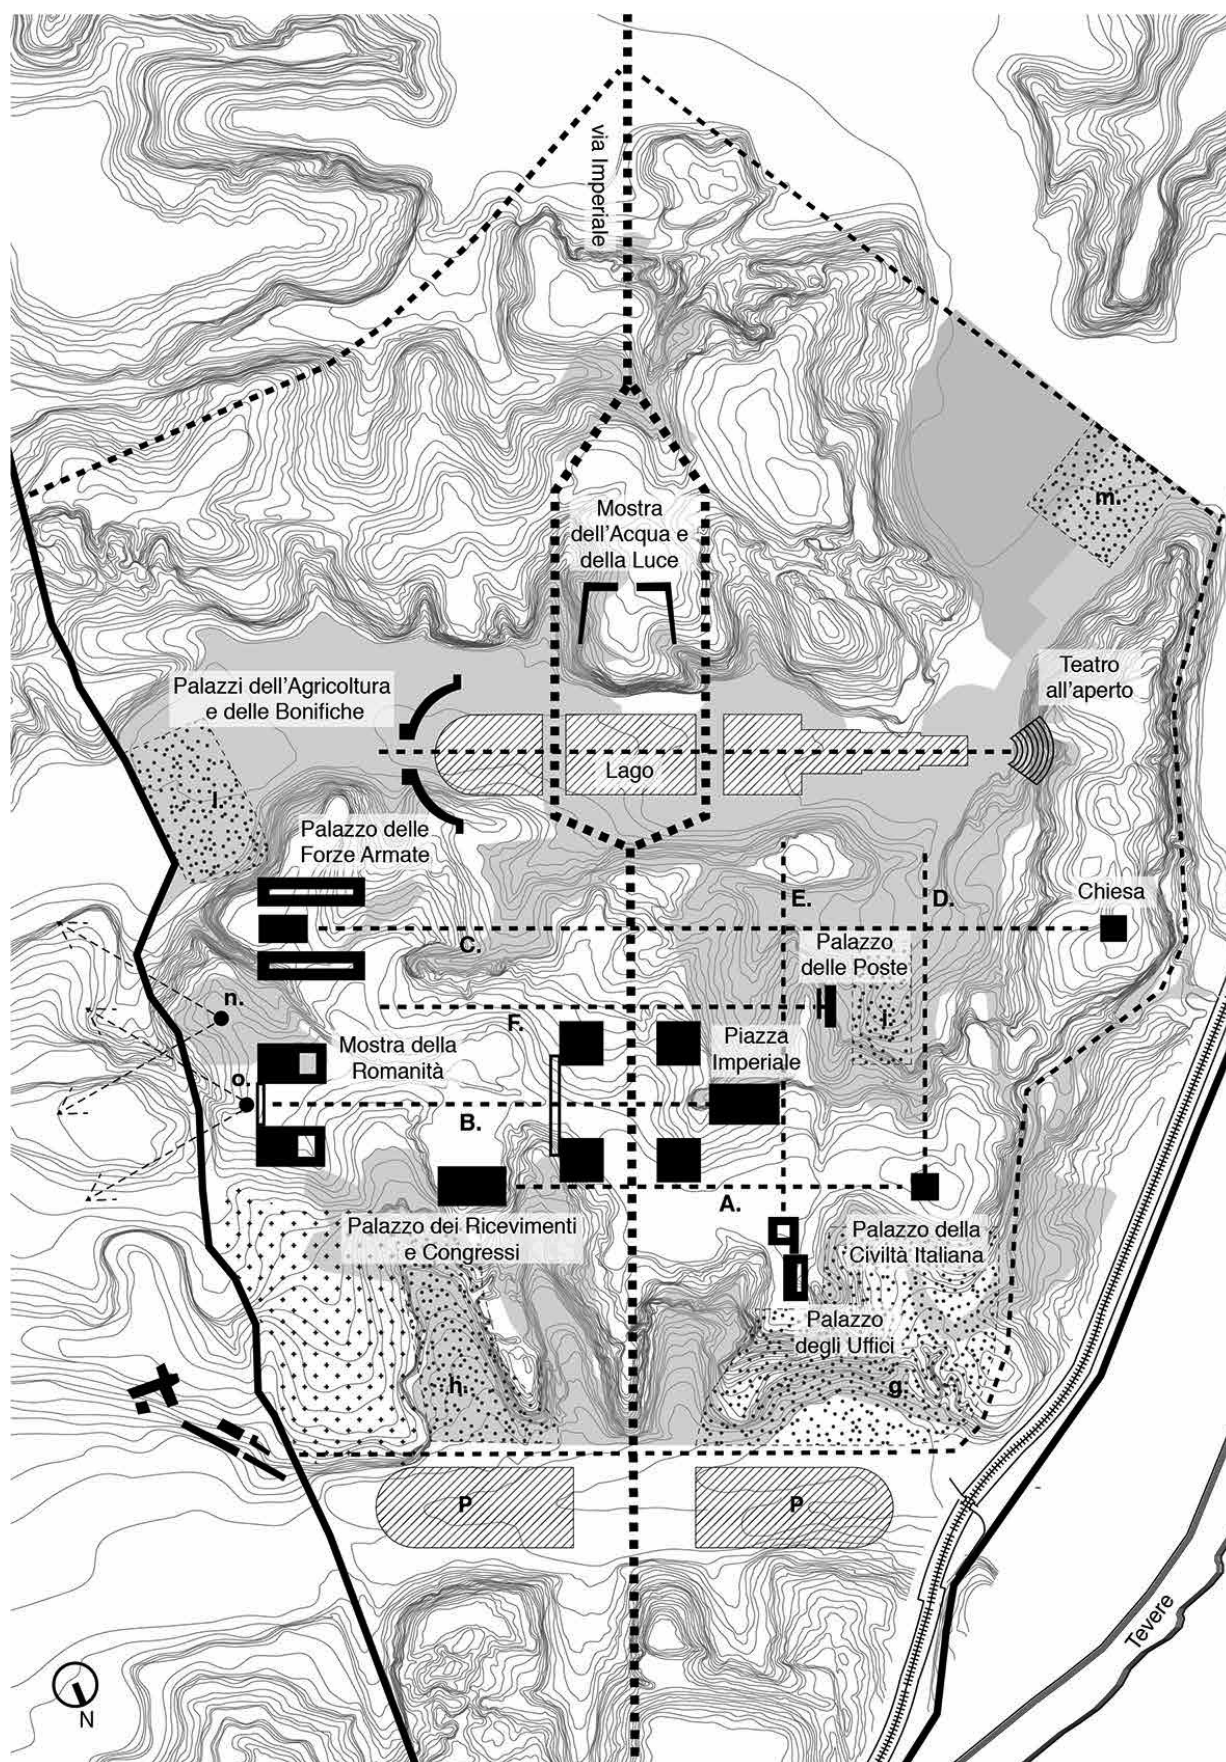 via Imperiale
Mostra
dell'Acqua e
della Luce
m.
Teatro
all'aperto
Palazzi dell'Agricoltura
e delle Bonifiche
Lago
l.
Palazzo delle
Forze Armate
E.
D.
Chiesa
C.
Palazzo
delle Poste
n.
i.
F.
Mostra della
Romanità
Piazza
Imperiale
o.
B.
A.
Palazzo dei Ricevimenti
e Congressi
Palazzo della
Civiltà Italiana
Palazzo
degli Uffici
h.
g.
P
P
Tevere
N